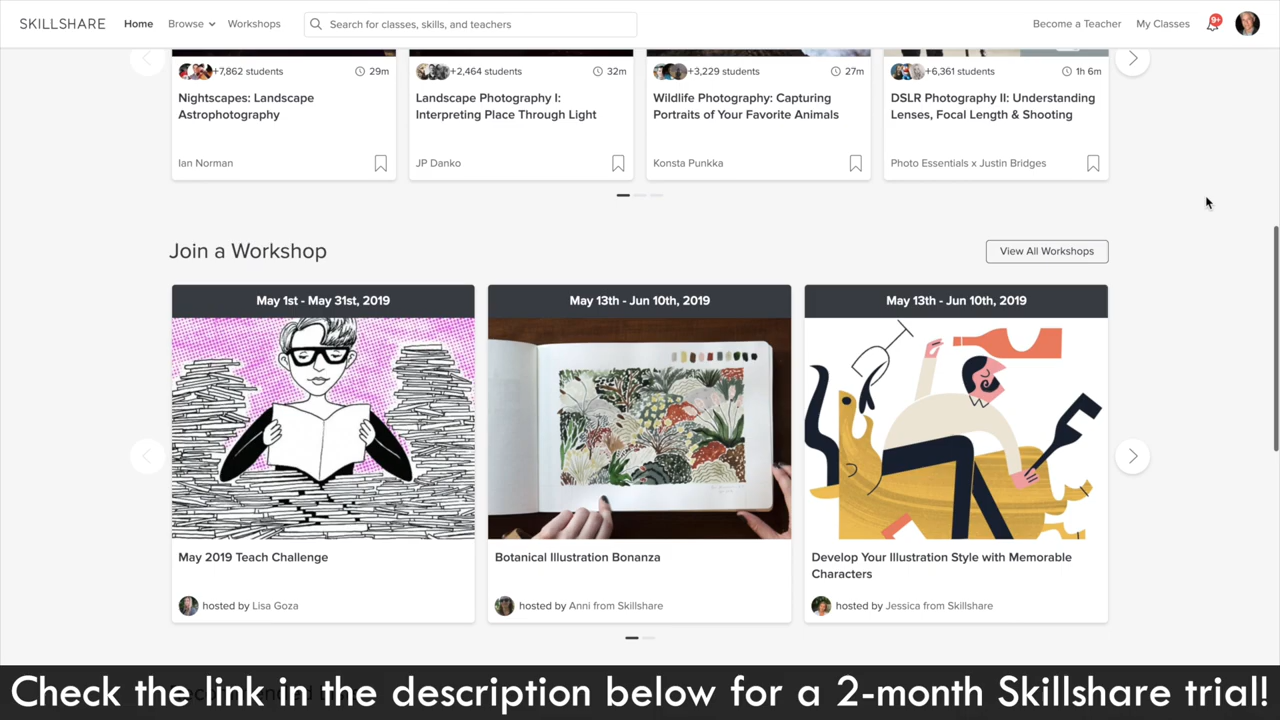 SKILLSHARE Home Browse Workshops Search for classes, skills, and teachers Become a Teacher My Classes 9+
+7,862 students 29m
Nightscapes: Landscape
Astrophotography
Ian Norman
+2,464 students 32m
Landscape Photography I:
Interpreting Place Through Light
JP Danko
+3,229 students 27m
Wildlife Photography: Capturing
Portraits of Your Favorite Animals
Konsta Punkka
+6,361 students 1h 6m
DSLR Photography II: Understanding
Lenses, Focal Length & Shooting
Photo Essentials x Justin Bridges
Join a Workshop
View All Workshops
May 1st - May 31st, 2019
May 2019 Teach Challenge
hosted by Lisa Goza
May 13th - Jun 10th, 2019
Botanical Illustration Bonanza
hosted by Anni from Skillshare
May 13th - Jun 10th, 2019
Develop Your Illustration Style with Memorable
Characters
hosted by Jessica from Skillshare
Check the link in the description below for a 2-month Skillshare trial!